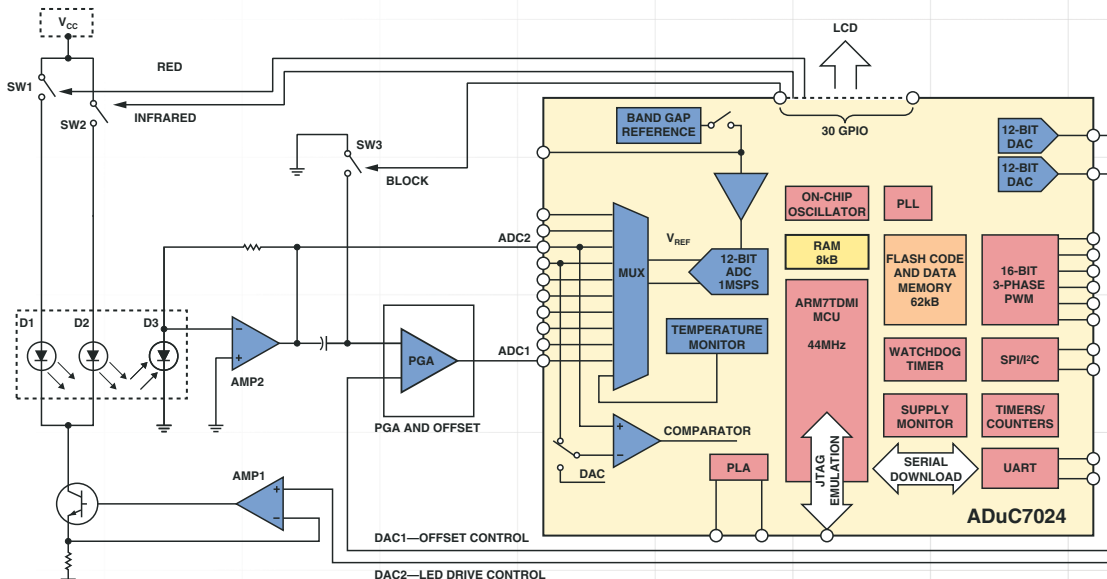 VCC
LCD
RED
SW1
INFRARED
SW2
SW3
BLOCK
BAND GAP
REFERENCE
30 GPIO
12-BIT
DAC
12-BIT
DAC
ON-CHIP
OSCILLATOR
PLL
ADC2
VREF
MUX
12-BIT
ADC
1MSPS
RAM
8kB
FLASH CODE
AND DATA
MEMORY
62kB
16-BIT
3-PHASE
PWM
ARM7TDMI
MCU
44MHz
D1
D2
D3
–
+
AMP2
PGA
ADC1
PGA AND OFFSET
TEMPERATURE
MONITOR
WATCHDOG
TIMER
SPI/I²C
SUPPLY
MONITOR
TIMERS/
COUNTERS
+
–
COMPARATOR
DAC
PLA
JTAG
EMULATION
SERIAL
DOWNLOAD
UART
AMP1
+
–
ADuC7024
DAC1—OFFSET CONTROL
DAC2—LED DRIVE CONTROL